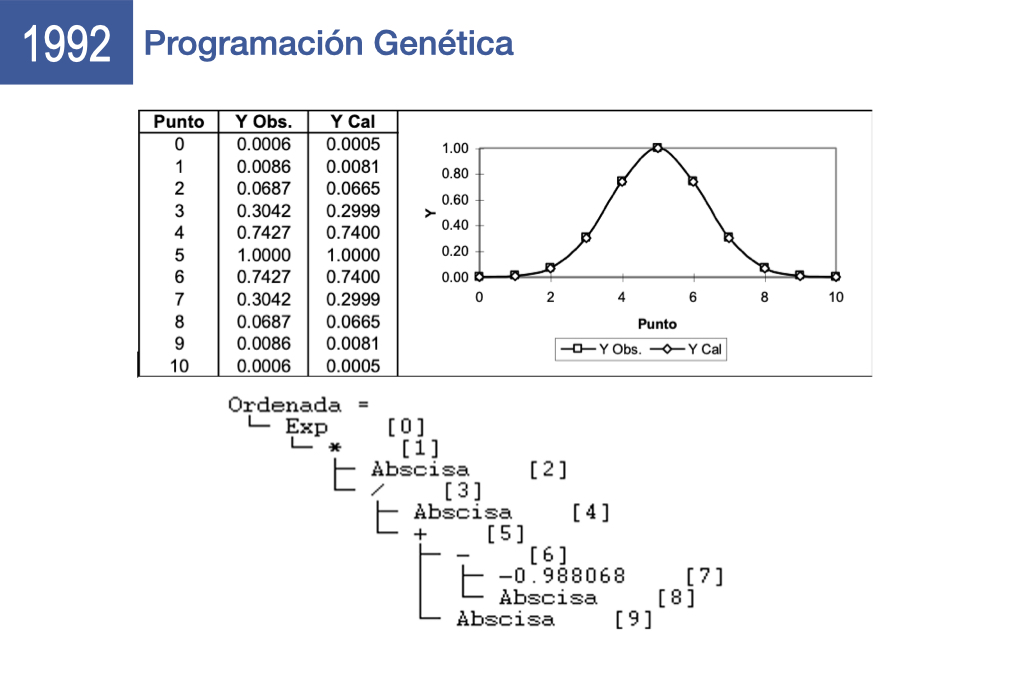 1992 Programación Genética
Punto Y Obs. Y Cal
0 0.0006 0.0005
1 0.0086 0.0081
2 0.0687 0.0665
3 0.3042 0.2999
4 0.7427 0.7400
5 1.0000 1.0000
6 0.7427 0.7400
7 0.3042 0.2999
8 0.0687 0.0665
9 0.0086 0.0081
10 0.0006 0.0005
1.00
0.80
0.60
0.40
0.20
0.00
Y
0 2 4 6 8 10
Punto
Y Obs. Y Cal
Ordenada =
Exp [0]
* [1]
Abscisa [2]
/ [3]
Abscisa [4]
+ [5]
- [6]
-0.988068 [7]
Abscisa [8]
Abscisa [9]